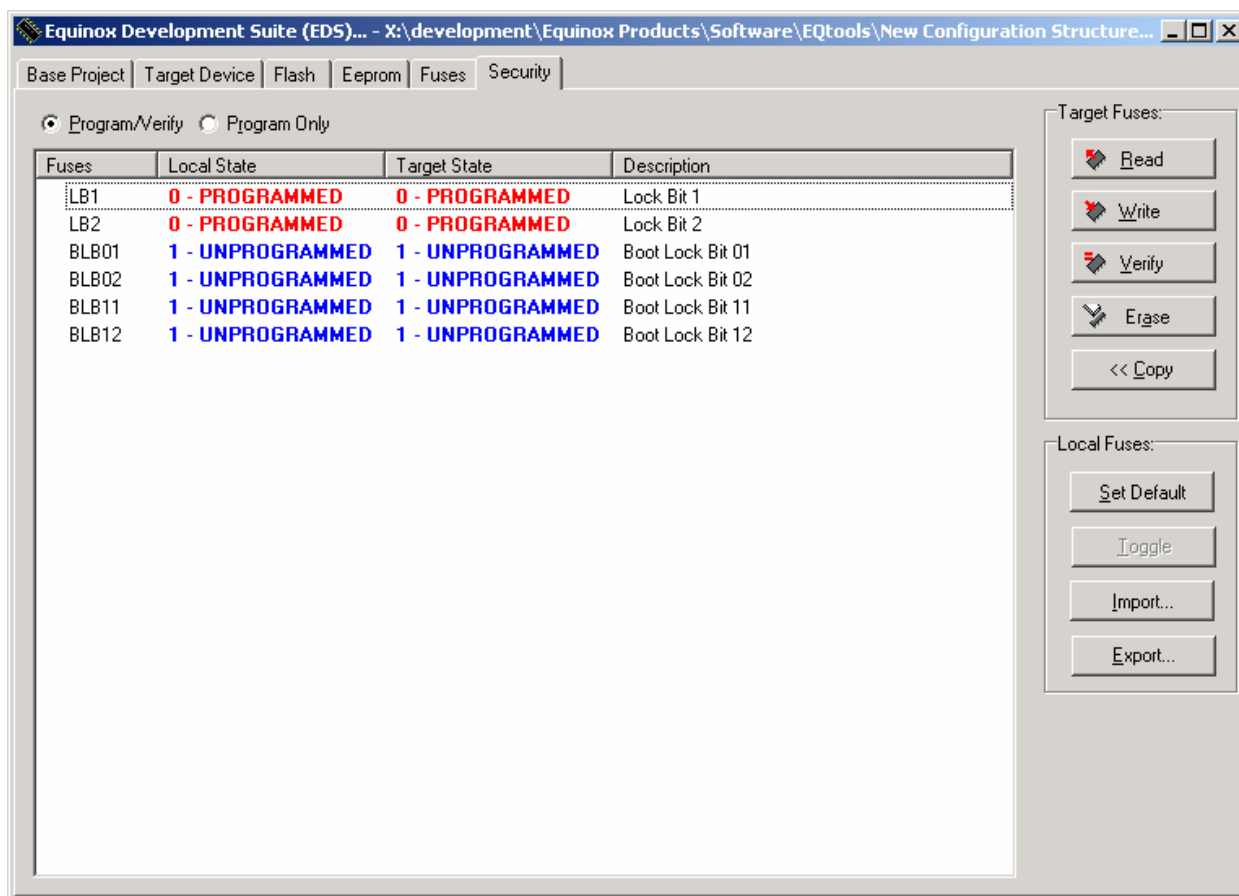 Equinox Development Suite (EDS)... - X:\development\Equinox Products\Software\EQtools\New Configuration Structure...
Base Project Target Device Flash Eeprom Fuses Security
Program/Verify Program Only
Fuses Local State Target State Description
LB1 0 - PROGRAMMED 0 - PROGRAMMED Lock Bit 1
LB2 0 - PROGRAMMED 0 - PROGRAMMED Lock Bit 2
BLB01 1 - UNPROGRAMMED 1 - UNPROGRAMMED Boot Lock Bit 01
BLB02 1 - UNPROGRAMMED 1 - UNPROGRAMMED Boot Lock Bit 02
BLB11 1 - UNPROGRAMMED 1 - UNPROGRAMMED Boot Lock Bit 11
BLB12 1 - UNPROGRAMMED 1 - UNPROGRAMMED Boot Lock Bit 12
Target Fuses:
Read
Write
Verify
Erase
<< Copy
Local Fuses:
Set Default
Toggle
Import...
Export...